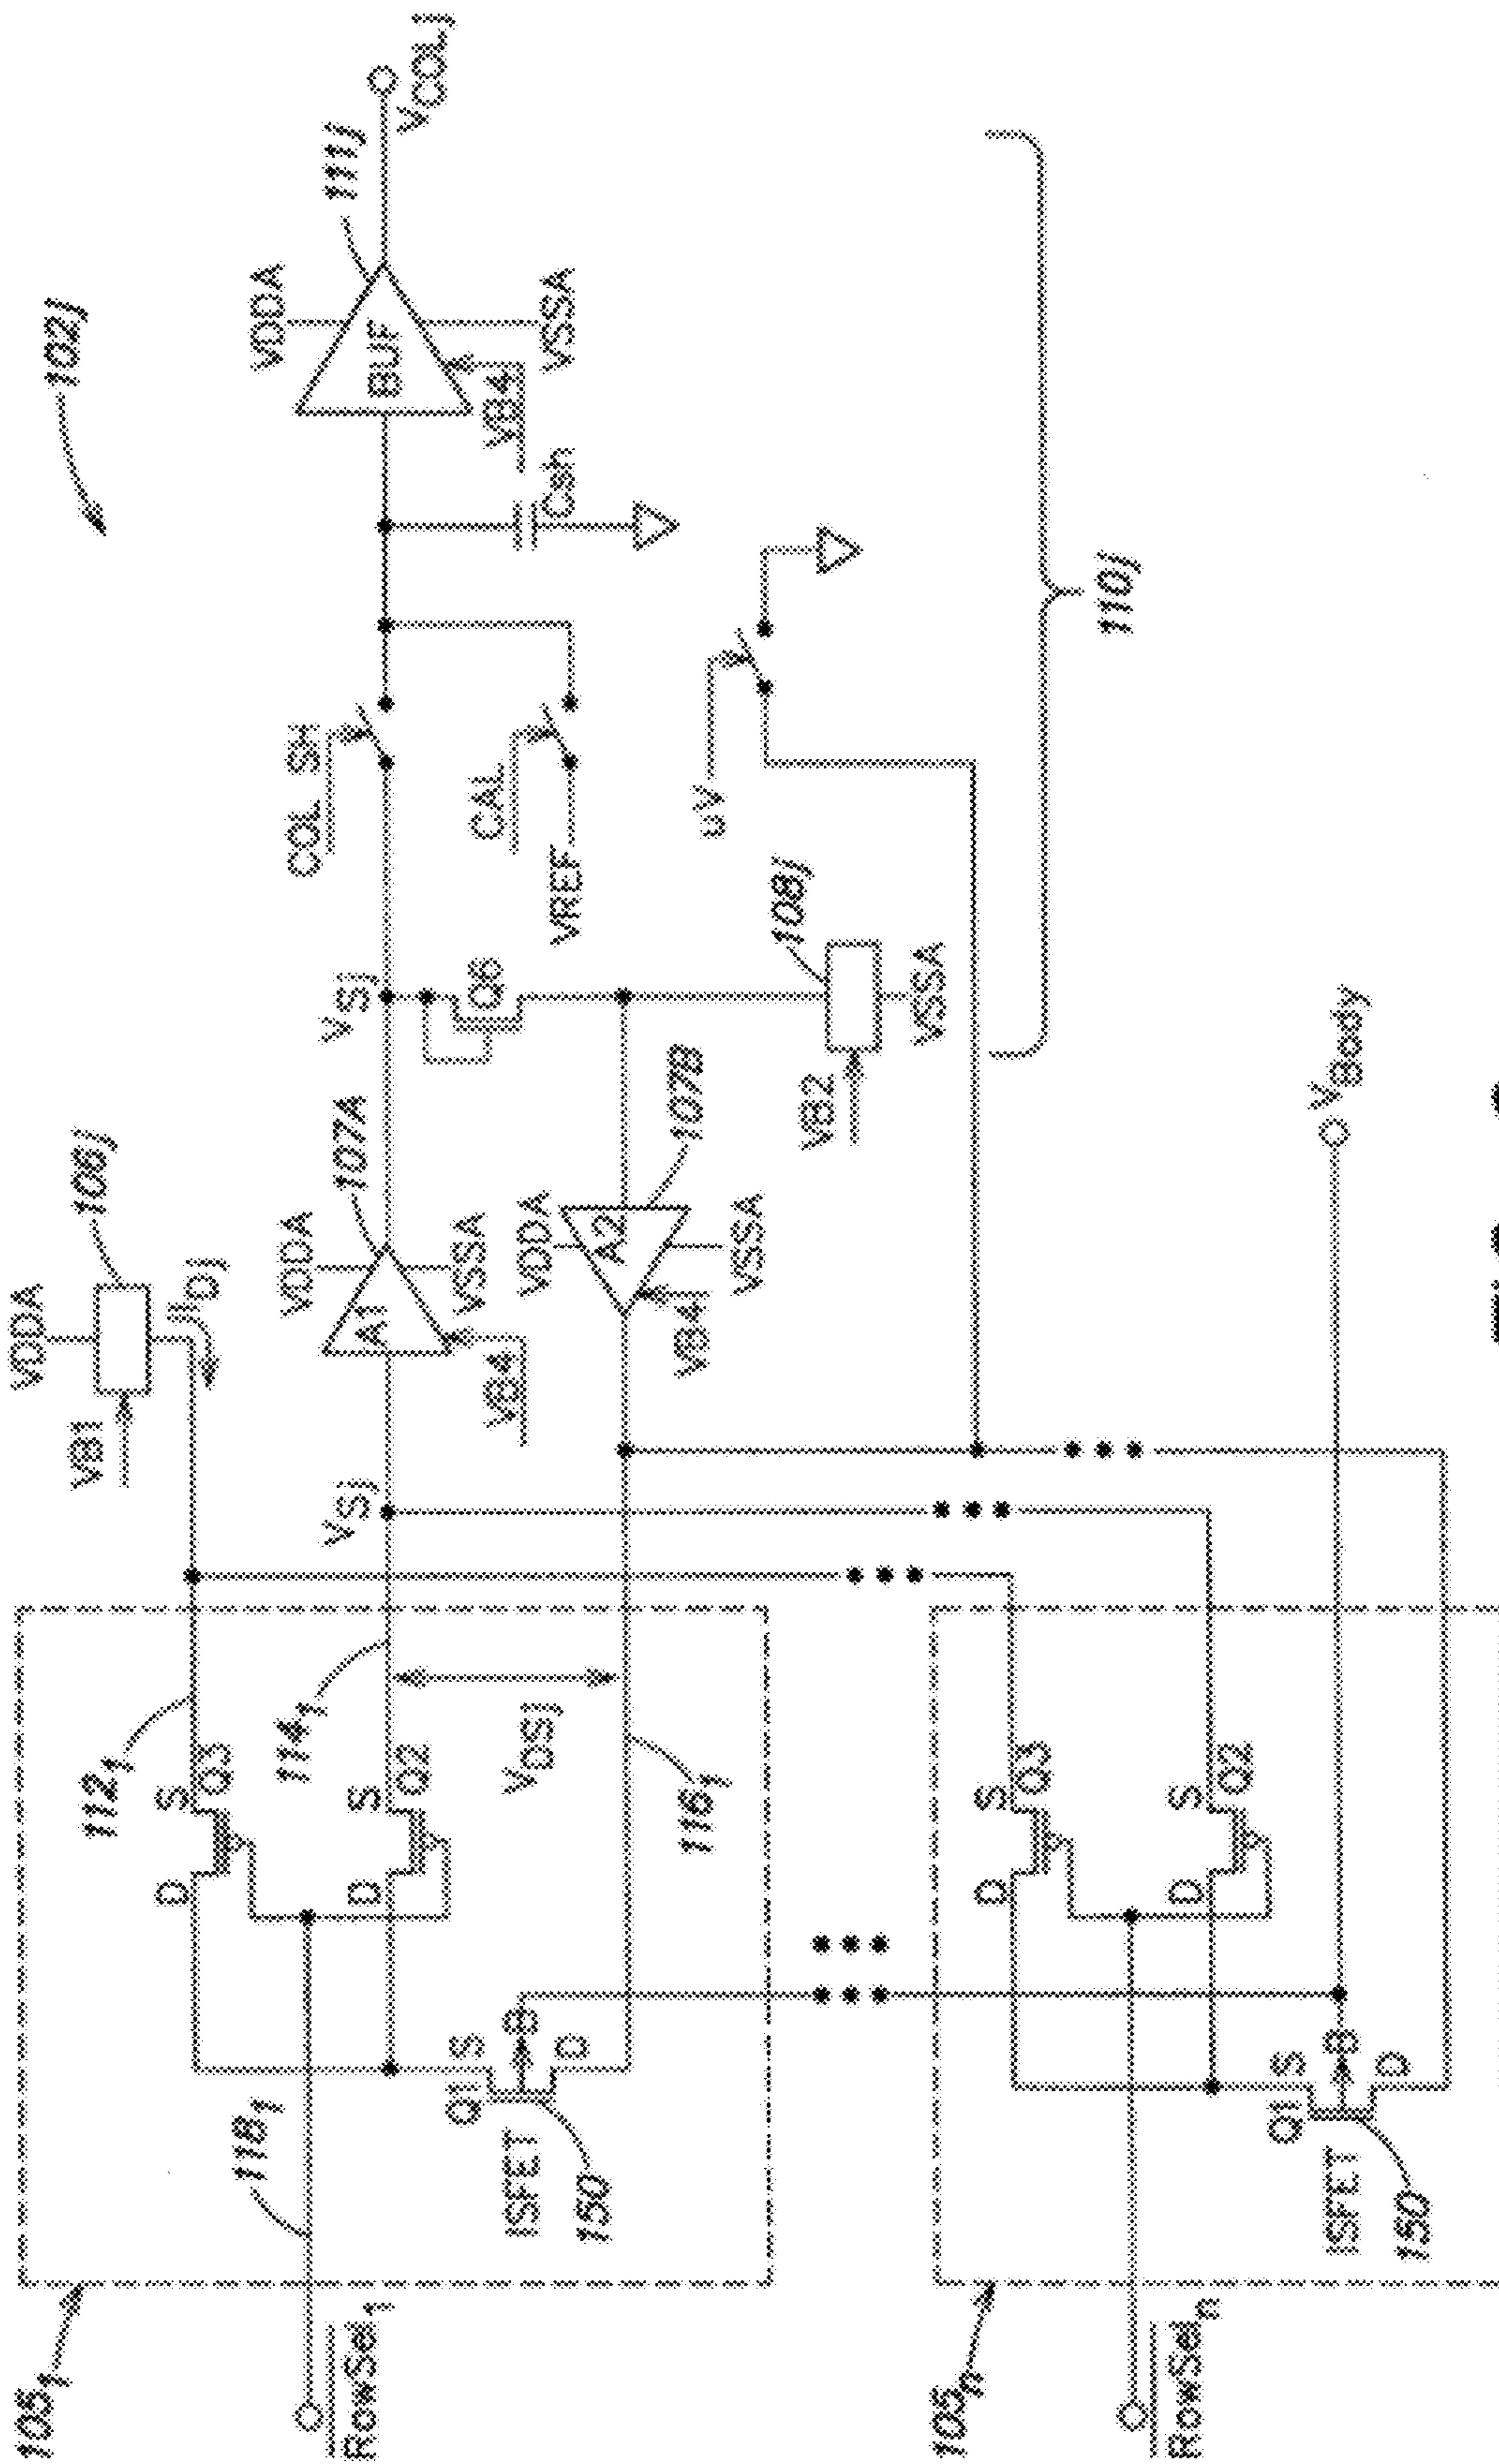 102j
VDDA
VB1
106j
IDj
112₁
S
Q3
D
105₁
118₁
RowSel₁
114₁
S
Q2
D
VSj
VDSj
116₁
Q1
S
B
D
ISFET
150
VDDA
A1
107A
VSSA
VB4
VSj
Q6
VDDA
A2
107B
VSSA
VB4
VB2
108j
VSSA
COL SH
CAL
VREF
uV
Csh
VDDA
BUF
111j
VSSA
VB4
VCOLj
110j
105n
RowSeln
S
Q3
D
S
Q2
D
Q1
S
B
D
ISFET
150
VBody